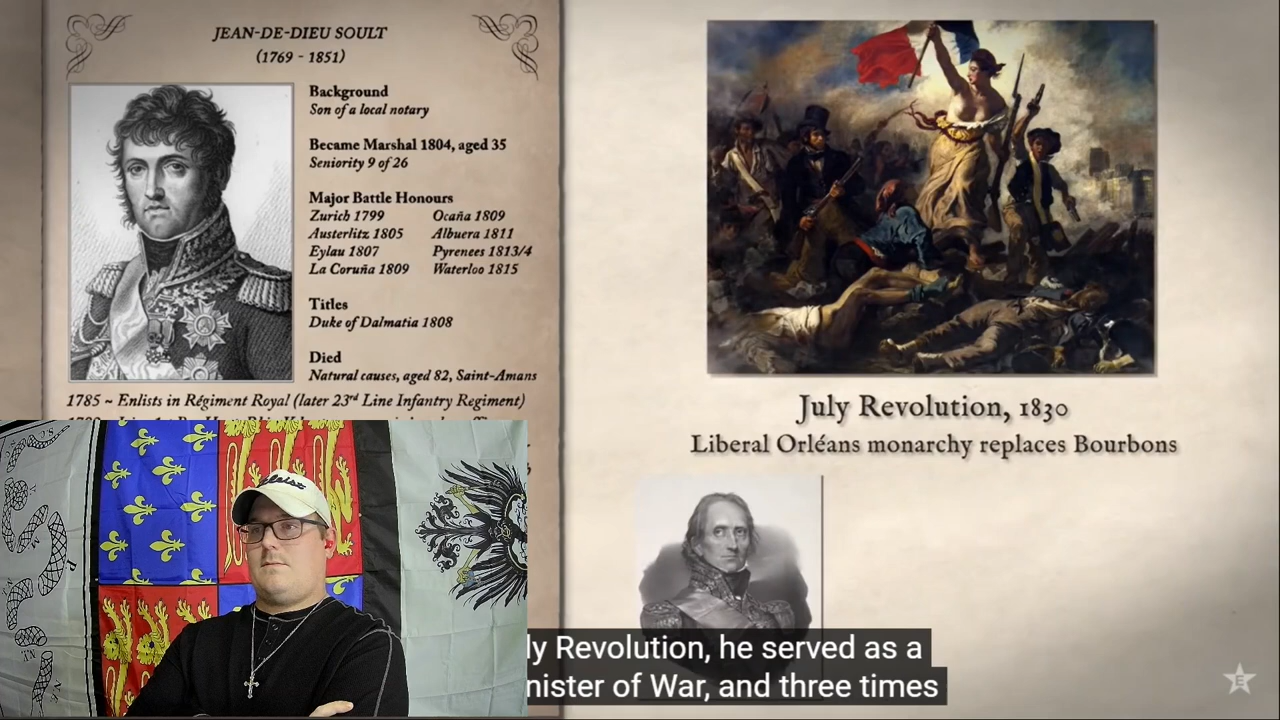 JEAN-DE-DIEU SOULT
(1769 - 1851)
Background
Son of a local notary
Became Marshal 1804, aged 35
Seniority 9 of 26
Major Battle Honours
Zurich 1799 Ocaña 1809
Austerlitz 1805 Albuera 1811
Eylau 1807 Pyrenees 1813/4
La Coruña 1809 Waterloo 1815
Titles
Duke of Dalmatia 1808
Died
Natural causes, aged 82, Saint-Amans
1785 ~ Enlists in Régiment Royal (later 23rd Line Infantry Regiment)
July Revolution, 1830
Liberal Orléans monarchy replaces Bourbons
ly Revolution, he served as a
nister of War, and three times
E